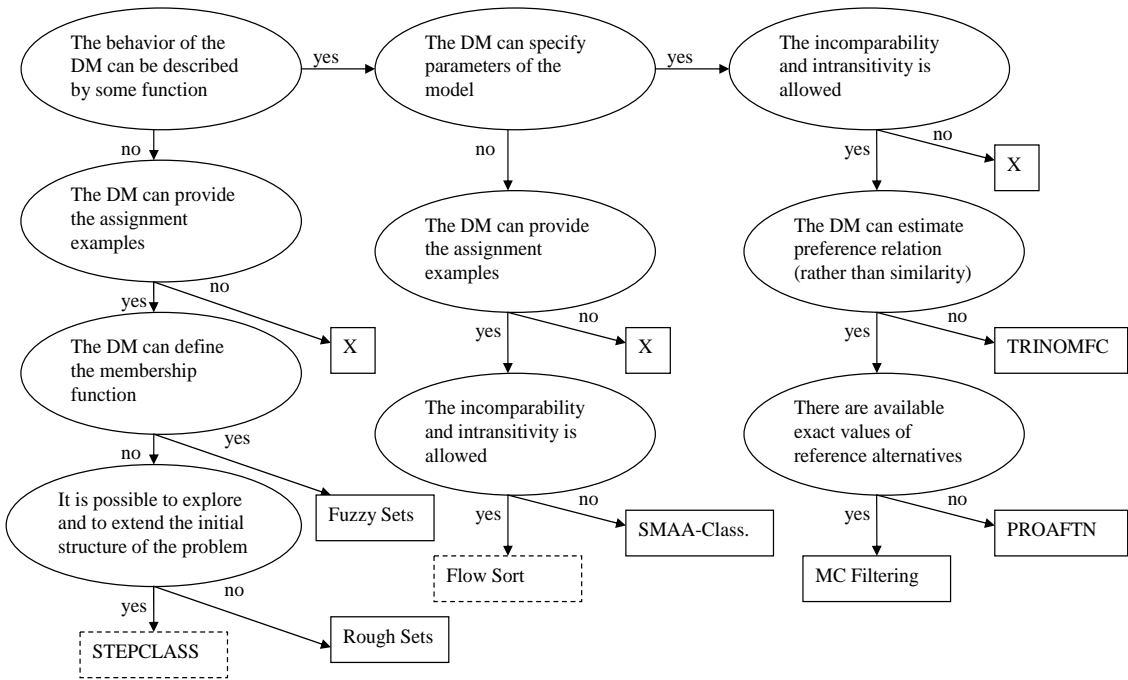 The behavior of the
DM can be described
by some function
yes
The DM can specify
parameters of the
model
yes
The incomparability
and intransitivity is
allowed
no
no
yes
no
X
The DM can provide
the assignment
examples
The DM can provide
the assignment
examples
The DM can estimate
preference relation
(rather than similarity)
yes
no
X
yes
no
X
yes
no
TRINOMFC
The DM can define
the membership
function
The incomparability
and intransitivity is
allowed
There are available
exact values of
reference alternatives
no
yes
Fuzzy Sets
yes
no
SMAA-Class.
yes
no
PROAFTN
It is possible to explore
and to extend the initial
structure of the problem
Flow Sort
MC Filtering
yes
no
Rough Sets
STEPCLASS